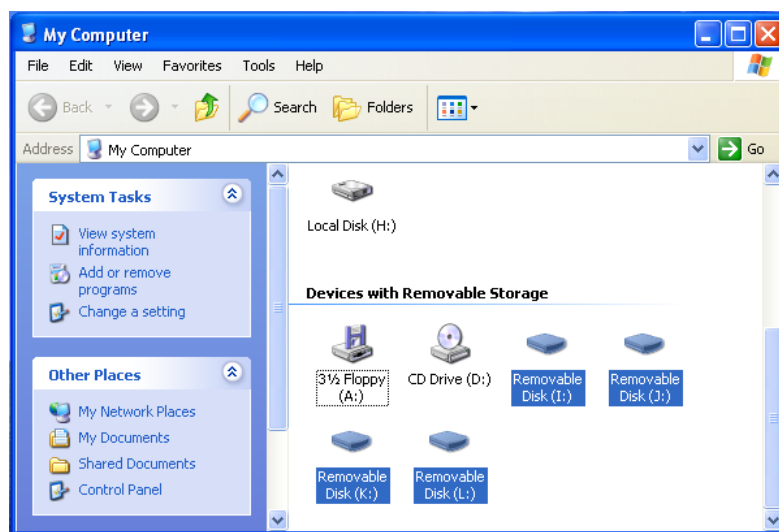 My Computer
File Edit View Favorites Tools Help
Back Search Folders
Address My Computer Go
System Tasks
View system
information
Add or remove
programs
Change a setting
Other Places
My Network Places
My Documents
Shared Documents
Control Panel
Local Disk (H:)
Devices with Removable Storage
3½ Floppy
(A:)
CD Drive (D:)
Removable
Disk (I:)
Removable
Disk (J:)
Removable
Disk (K:)
Removable
Disk (L:)